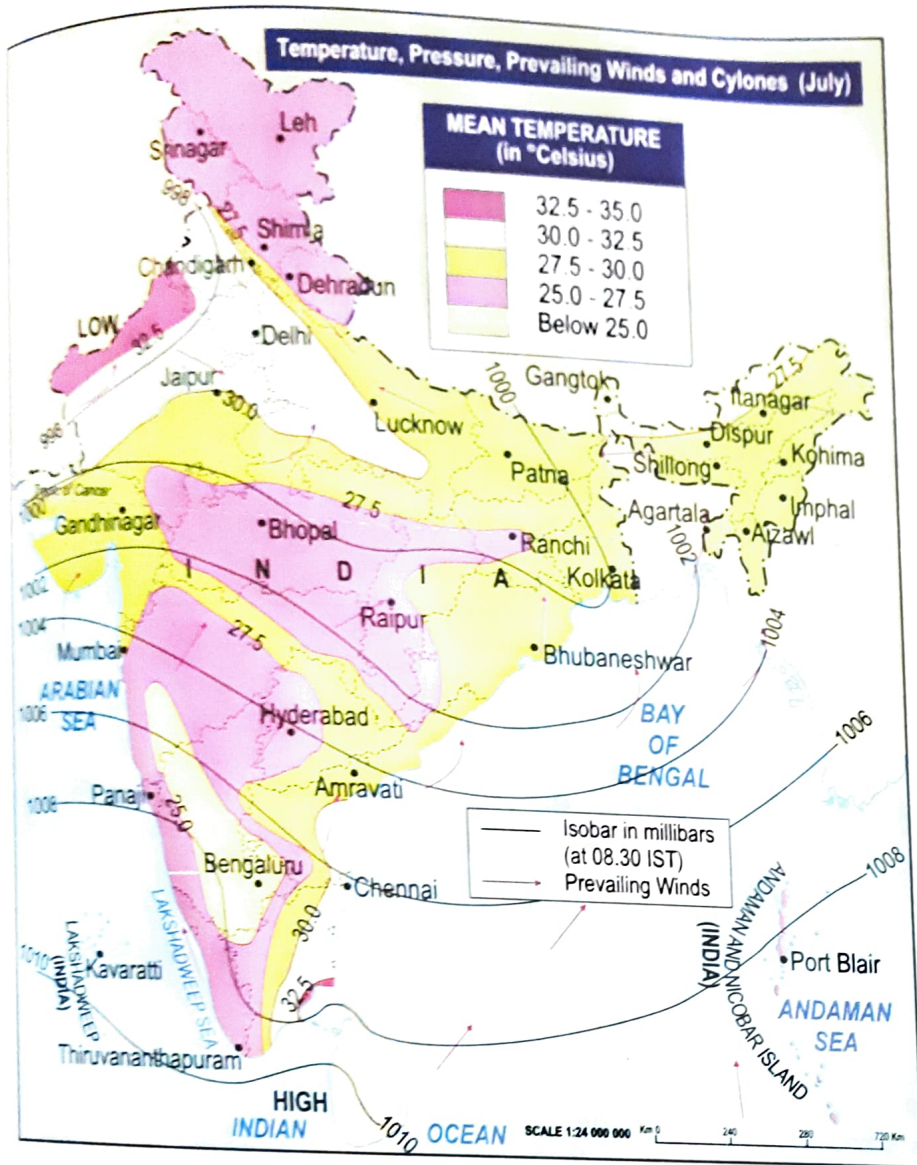 Temperature, Pressure, Prevailing Winds and Cylones (July)
MEAN TEMPERATURE
(in °Celsius)
32.5 - 35.0
30.0 - 32.5
27.5 - 30.0
25.0 - 27.5
Below 25.0
Leh
Srinagar
998
Shimla
Chandigarh
Dehradun
LOW
32.5
Delhi
Jaipur
30.0
996
Lucknow
1000
Gangtok
27.5
Itanagar
Dispur
Patna
Shillong
Kohima
Tropic of Cancer
1000
Gandhinagar
27.5
Bhopal
Ranchi
Agartala
Imphal
Aizawl
1002
I N D I A
Kolkata
1002
Raipur
1004
27.5
Mumbai
Bhubaneshwar
1004
ARABIAN
SEA
1006
Hyderabad
BAY
OF
BENGAL
1006
Panaji
Amravati
1008
25.0
Isobar in millibars
(at 08.30 IST)
Prevailing Winds
Bengaluru
Chennai
1008
30.0
LAKSHADWEEP SEA
LAKSHADWEEP
(INDIA)
1010
Kavaratti
ANDAMAN AND NICOBAR ISLAND
(INDIA)
Port Blair
32.5
ANDAMAN
SEA
Thiruvananthapuram
HIGH
INDIAN OCEAN
1010
SCALE 1:24 000 000
Km 0 240 280 720 Km